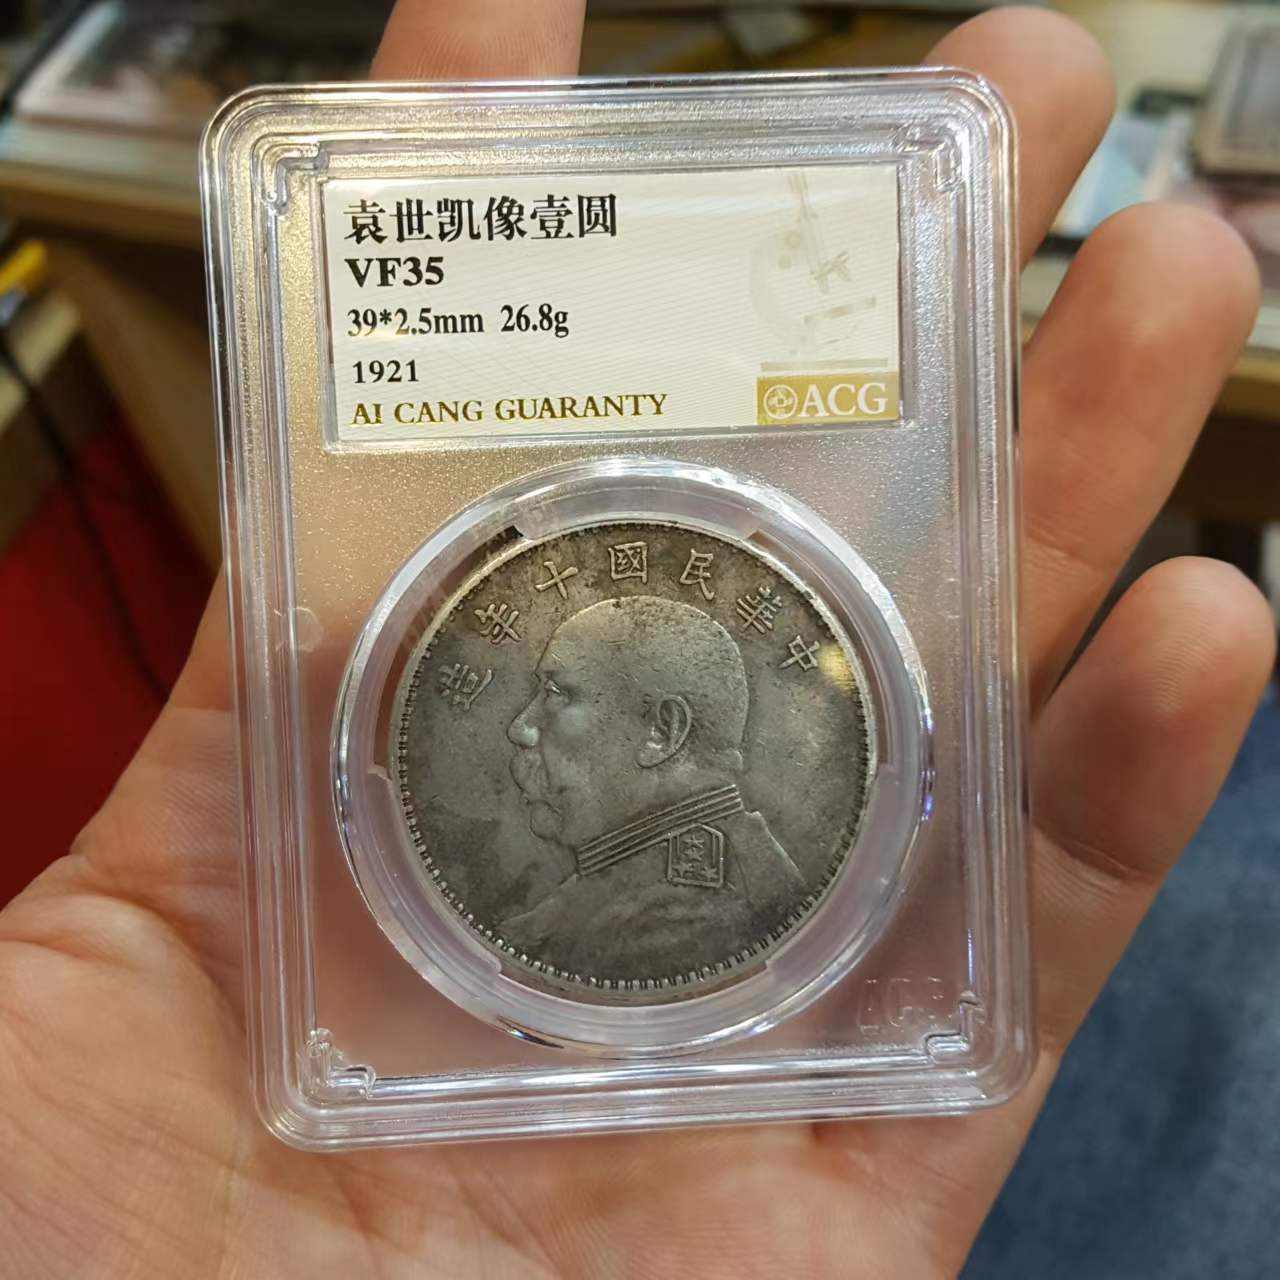 袁世凯像壹圆
VF35
39*2.5mm 26.8g
1921
AI CANG GUARANTY
ACG
中華民國十年造